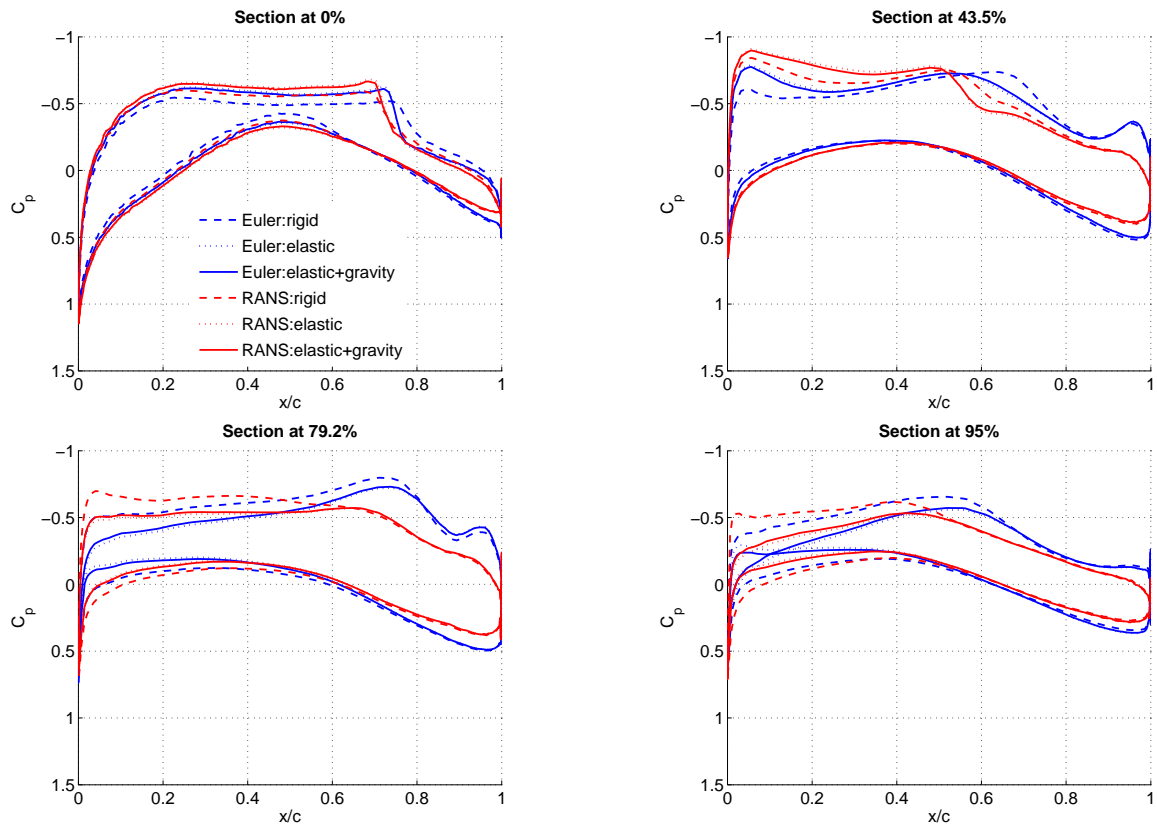 Section at 0%
−1
−0.5
0
0.5
1
1.5
C_p
0 0.2 0.4 0.6 0.8 1
x/c
Euler:rigid
Euler:elastic
Euler:elastic+gravity
RANS:rigid
RANS:elastic
RANS:elastic+gravity
Section at 43.5%
−1
−0.5
0
0.5
1
1.5
C_p
0 0.2 0.4 0.6 0.8 1
x/c
Section at 79.2%
−1
−0.5
0
0.5
1
1.5
C_p
0 0.2 0.4 0.6 0.8 1
x/c
Section at 95%
−1
−0.5
0
0.5
1
1.5
C_p
0 0.2 0.4 0.6 0.8 1
x/c